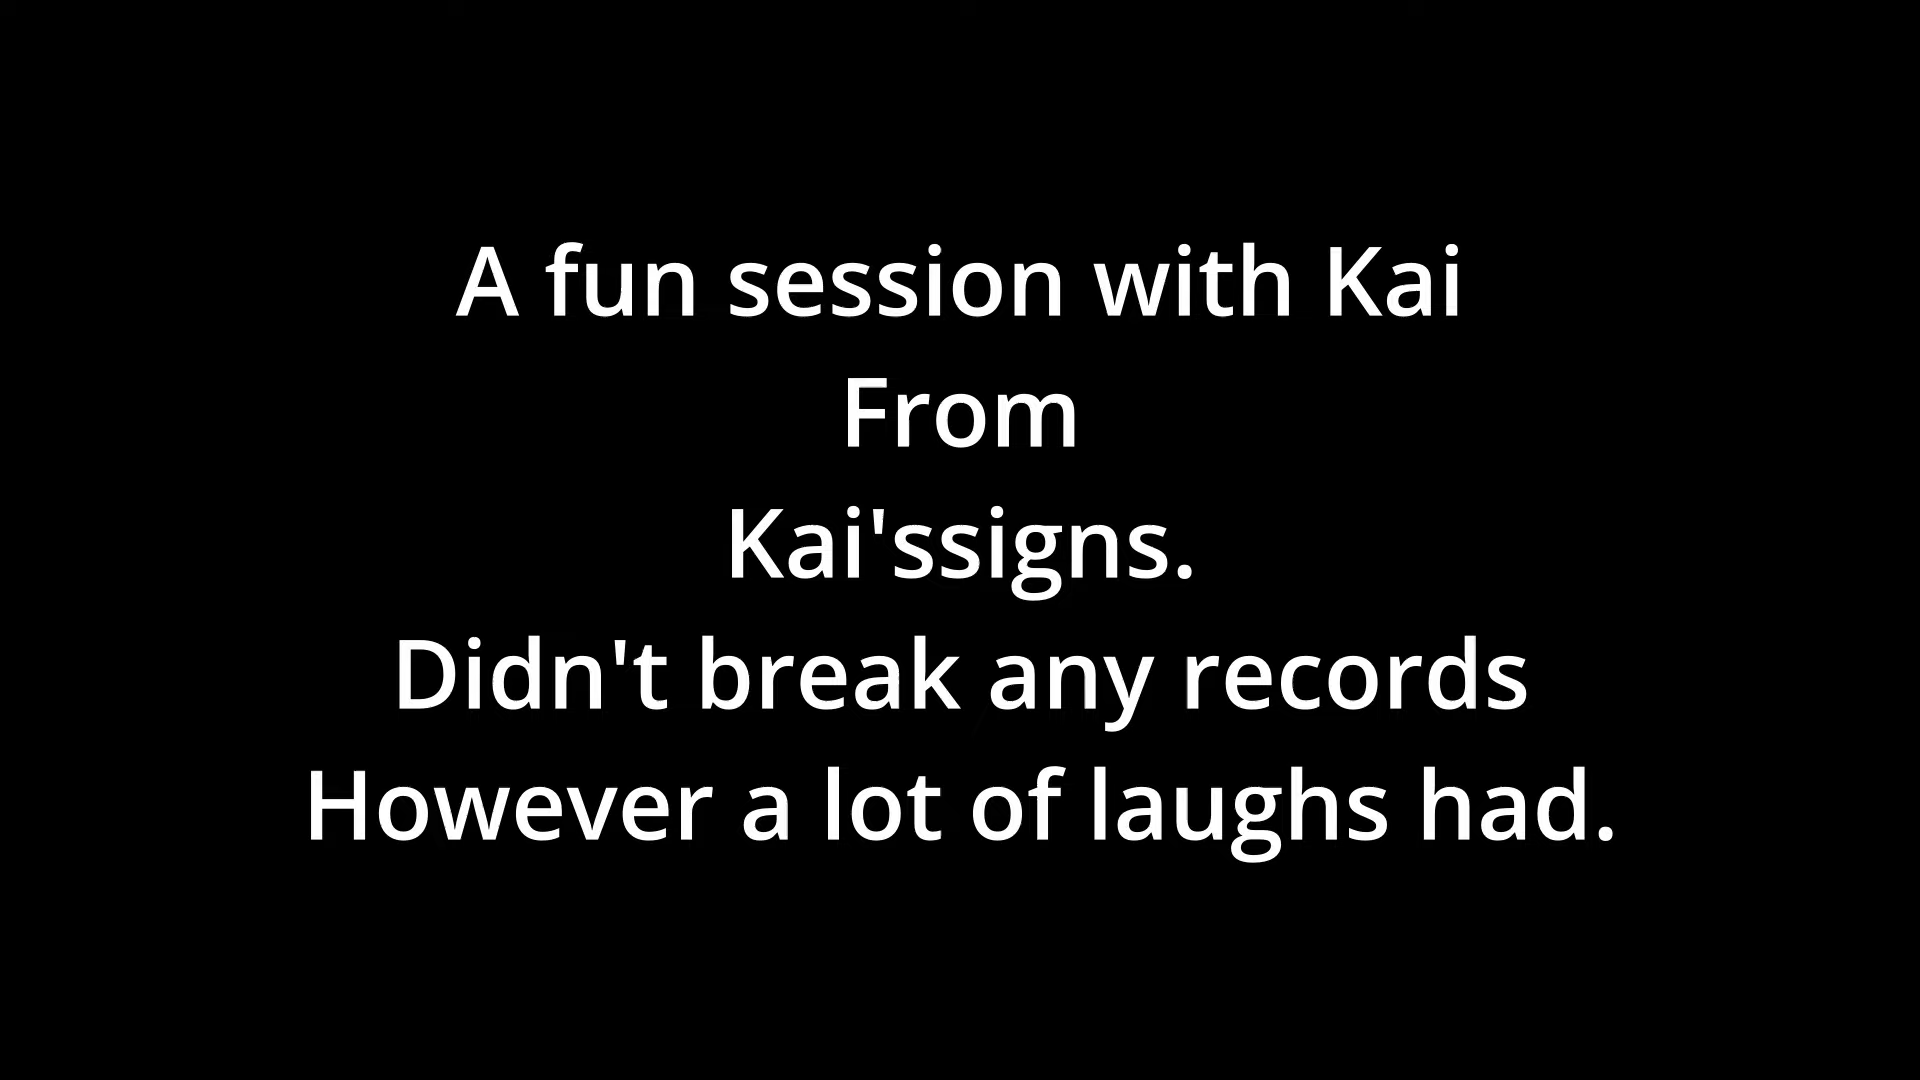 A fun session with Kai
From
Kai'ssigns.
Didn't break any records
However a lot of laughs had.